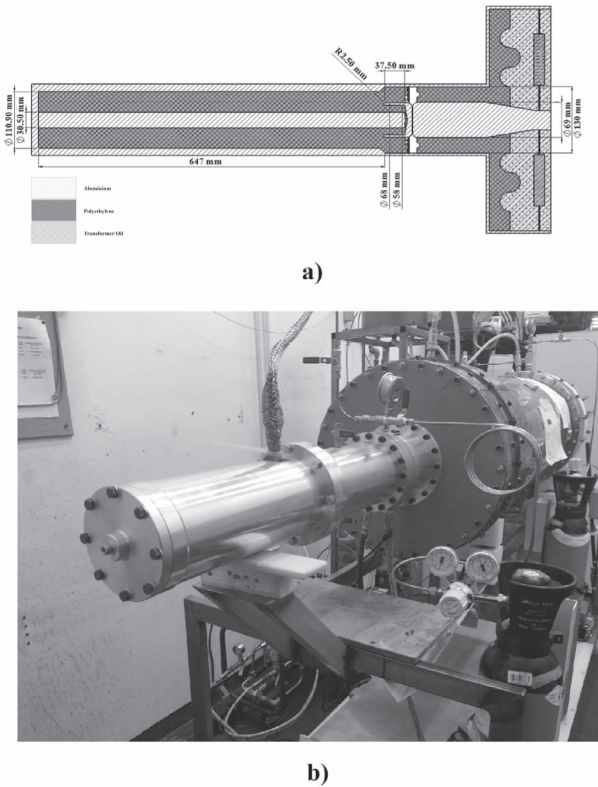 R2.50 mm
37.50 mm
Ø 110.90 mm
Ø 30.50 mm
Ø 69 mm
Ø 130 mm
647 mm
Ø 68 mm
Ø 58 mm
Aluminium
Polyethylene
Transformer Oil
a)
b)